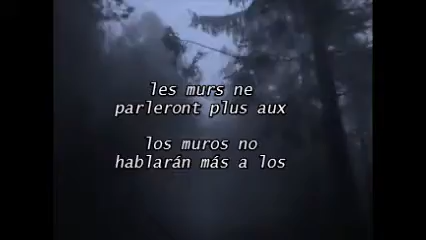 les murs ne
parleront plus aux
los muros no
hablarán más a los